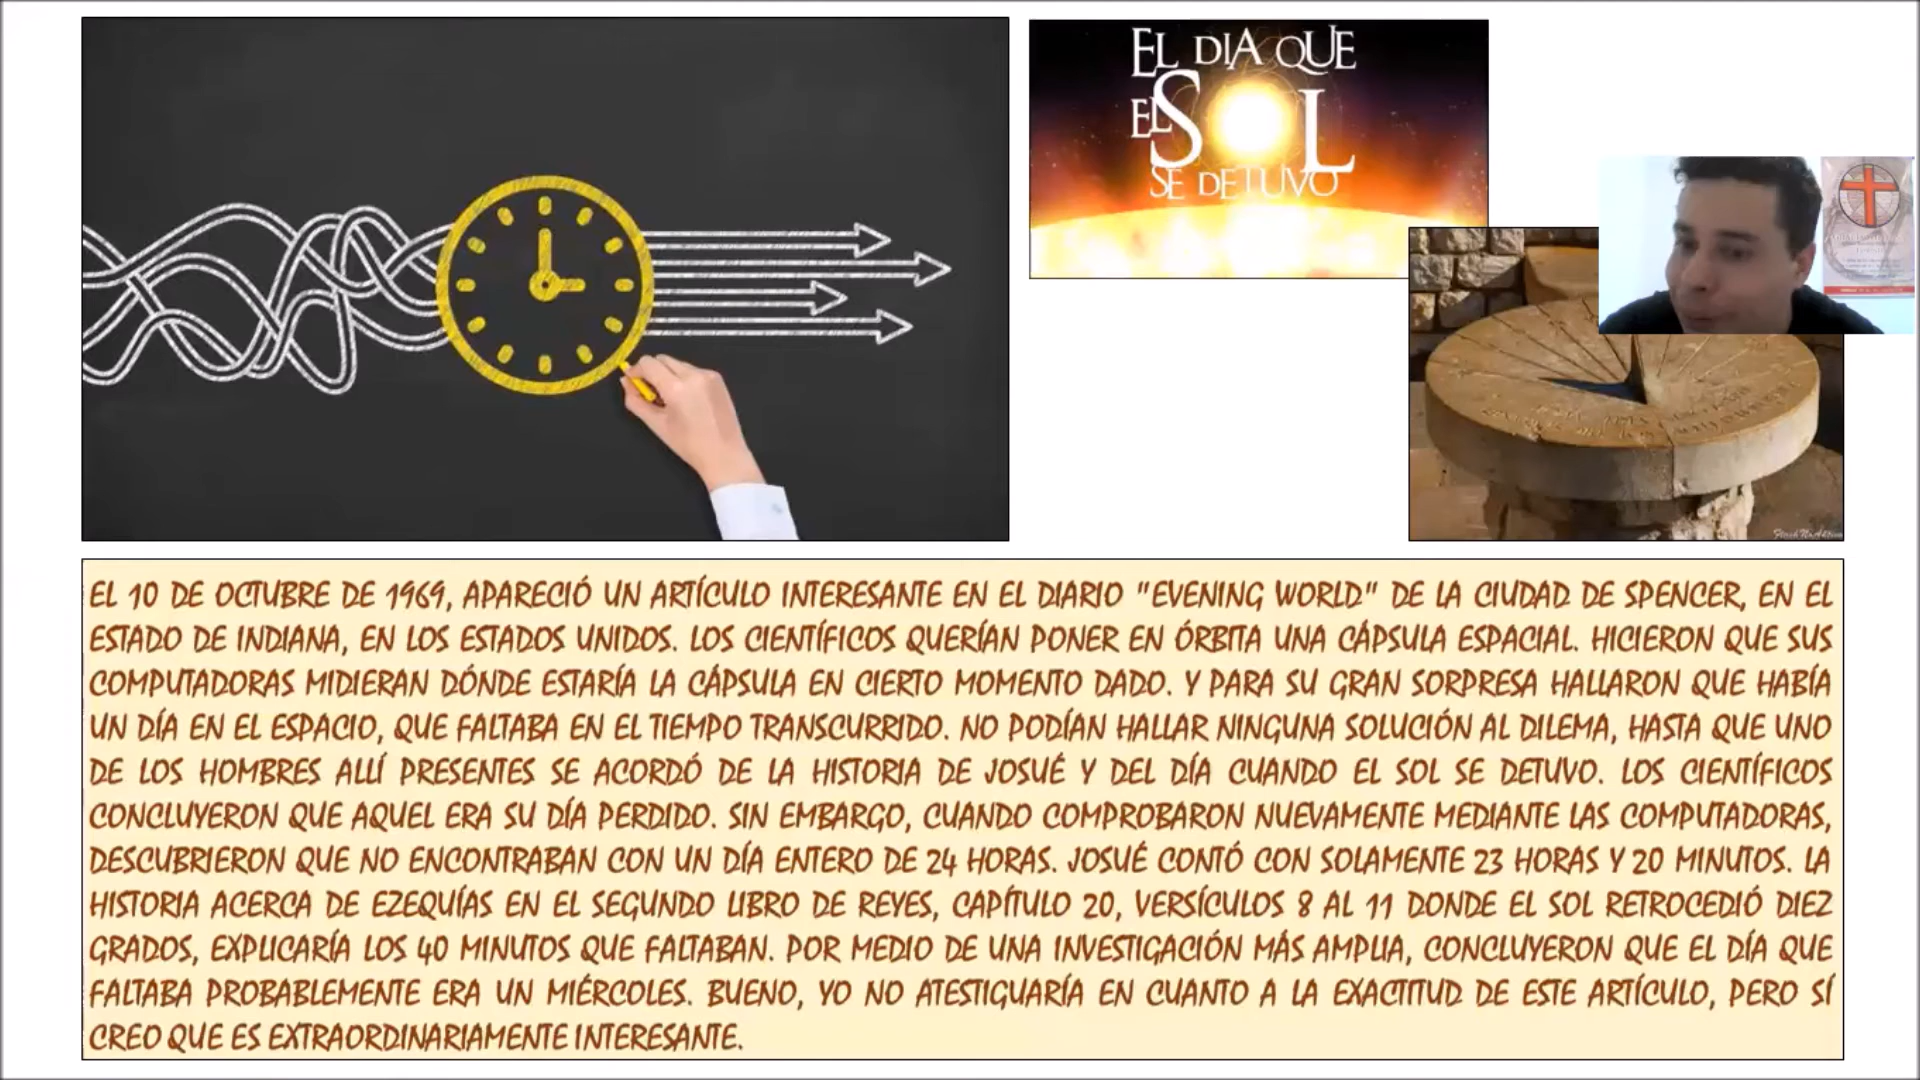 EL DIA QUE
EL SOL
SE DETUVO
EL 10 DE OCTUBRE DE 1969, APARECIÓ UN ARTÍCULO INTERESANTE EN EL DIARIO "EVENING WORLD" DE LA CIUDAD DE SPENCER, EN EL
ESTADO DE INDIANA, EN LOS ESTADOS UNIDOS. LOS CIENTÍFICOS QUERÍAN PONER EN ÓRBITA UNA CÁPSULA ESPACIAL. HICIERON QUE SUS
COMPUTADORAS MIDIERAN DÓNDE ESTARÍA LA CÁPSULA EN CIERTO MOMENTO DADO. Y PARA SU GRAN SORPRESA HALLARON QUE HABÍA
UN DÍA EN EL ESPACIO, QUE FALTABA EN EL TIEMPO TRANSCURRIDO. NO PODÍAN HALLAR NINGUNA SOLUCIÓN AL DILEMA, HASTA QUE UNO
DE LOS HOMBRES ALLÍ PRESENTES SE ACORDÓ DE LA HISTORIA DE JOSUÉ Y DEL DÍA CUANDO EL SOL SE DETUVO. LOS CIENTÍFICOS
CONCLUYERON QUE AQUEL ERA SU DÍA PERDIDO. SIN EMBARGO, CUANDO COMPROBARON NUEVAMENTE MEDIANTE LAS COMPUTADORAS,
DESCUBRIERON QUE NO ENCONTRABAN CON UN DÍA ENTERO DE 24 HORAS. JOSUÉ CONTÓ CON SOLAMENTE 23 HORAS Y 20 MINUTOS. LA
HISTORIA ACERCA DE EZEQUÍAS EN EL SEGUNDO LIBRO DE REYES, CAPÍTULO 20, VERSÍCULOS 8 AL 11 DONDE EL SOL RETROCEDIÓ DIEZ
GRADOS, EXPLICARÍA LOS 40 MINUTOS QUE FALTABAN. POR MEDIO DE UNA INVESTIGACIÓN MÁS AMPLIA, CONCLUYERON QUE EL DÍA QUE
FALTABA PROBABLEMENTE ERA UN MIÉRCOLES. BUENO, YO NO ATESTIGUARÍA EN CUANTO A LA EXACTITUD DE ESTE ARTÍCULO, PERO SÍ
CREO QUE ES EXTRAORDINARIAMENTE INTERESANTE.